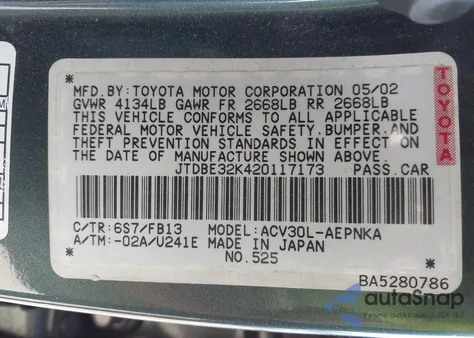 MFD.BY:TOYOTA MOTOR CORPORATION 05/02
GVWR 4134LB GAWR FR 2668LB RR 2668LB
THIS VEHICLE CONFORMS TO ALL APPLICABLE
FEDERAL MOTOR VEHICLE SAFETY.BUMPER.AND
THEFT PREVENTION STANDARDS IN EFFECT ON
THE DATE OF MANUFACTURE SHOWN ABOVE.
JTDBE32K420117173 PASS.CAR
C/TR:6S7/FB13 MODEL:ACV30L-AEPNKA
A/TM:-02A/U241E MADE IN JAPAN
NO.525
TOYOTA
BA5280786
autoSnap